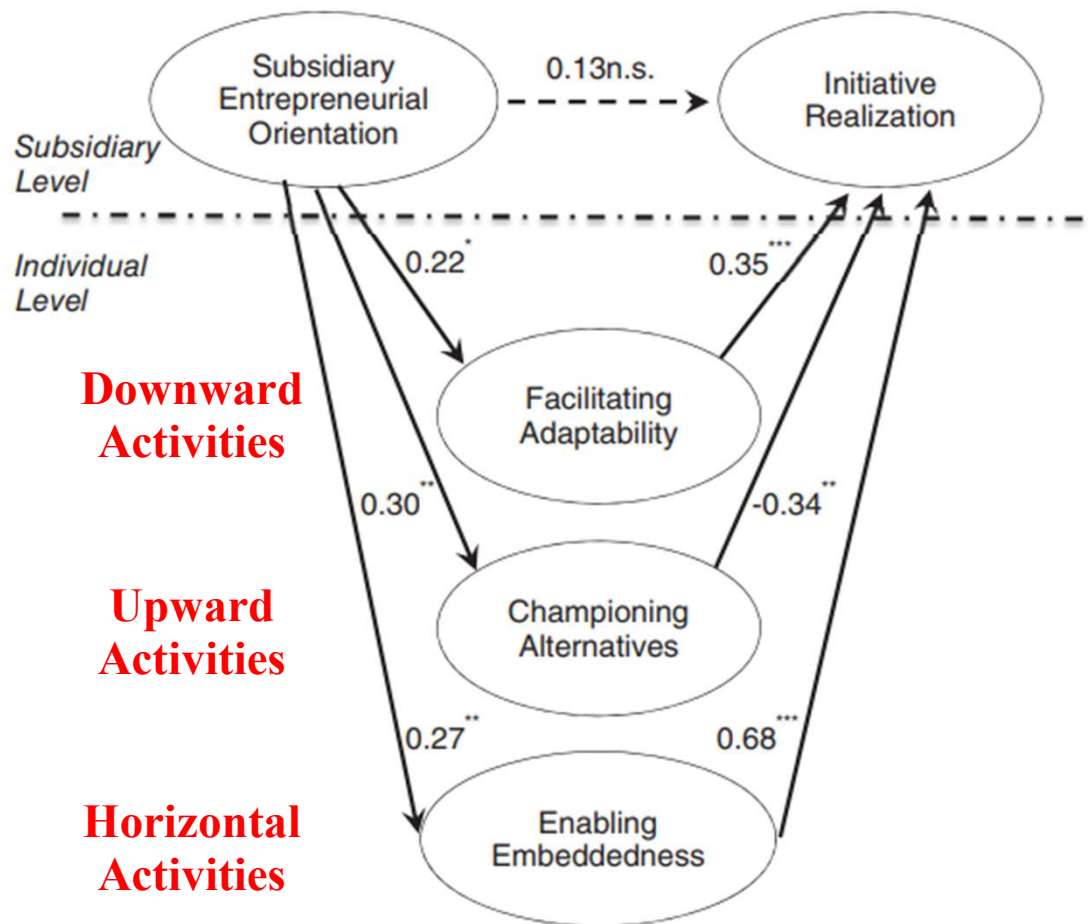 Subsidiary
Entrepreneurial
Orientation
0.13n.s.
Initiative
Realization
Subsidiary
Level
Individual
Level
0.22*
0.35***
Downward
Activities
Facilitating
Adaptability
0.30**
-0.34**
Upward
Activities
Championing
Alternatives
0.27**
0.68***
Horizontal
Activities
Enabling
Embeddedness